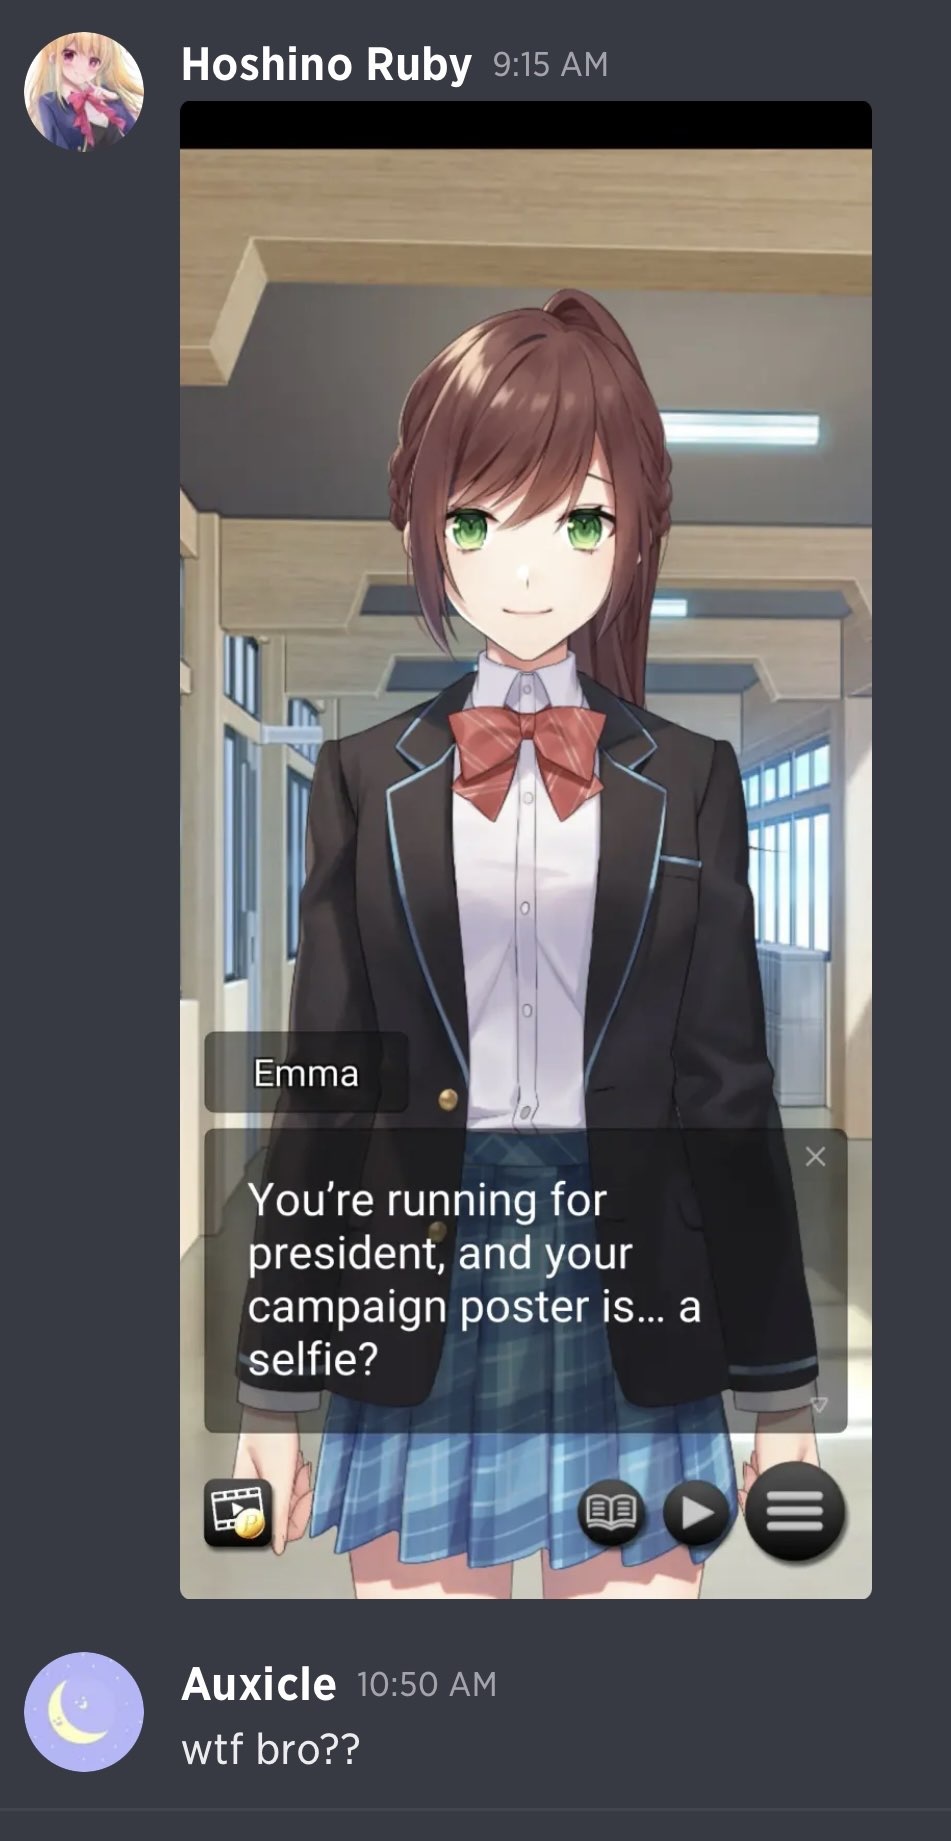 Hoshino Ruby 9:15 AM
Emma
You’re running for
president, and your
campaign poster is... a
selfie?
Auxicle 10:50 AM
wtf bro??